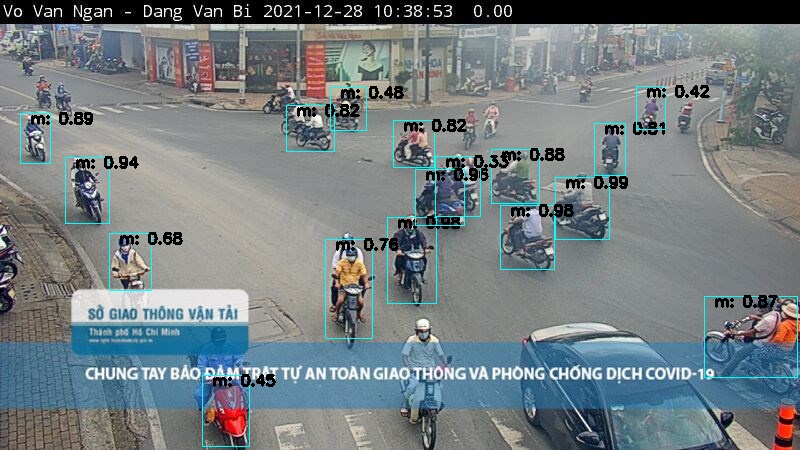 Vo Van Ngan - Dang Van Bi 2021-12-28 10:38:53 0.00
m: 0.48
m: 0.42
m: 0.82
m: 0.89
m: 0.82
m: 0.81
m: 0.88
m: 0.94
m: 0.33
m: 0.99
m: 0.98
m: 0.68
m: 0.76
m: 0.87
SỞ GIAO THÔNG VẬN TẢI
Thành phố Hồ Chí Minh
CHUNG TAY BẢO ĐẢM TRẬT TỰ AN TOÀN GIAO THÔNG VÀ PHÒNG CHỐNG DỊCH COVID-19
m: 0.45